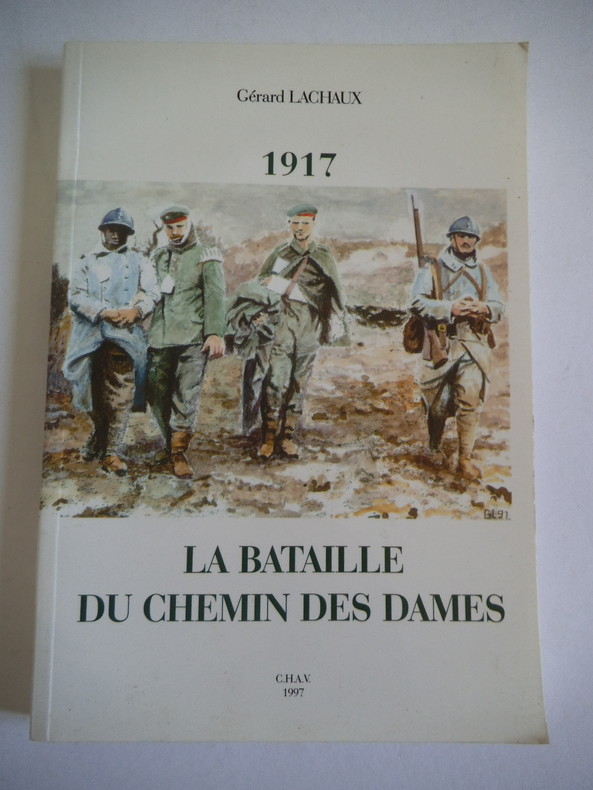 Gérard LACHAUX
1917
LA BATAILLE
DU CHEMIN DES DAMES
C.H.A.V.
1997